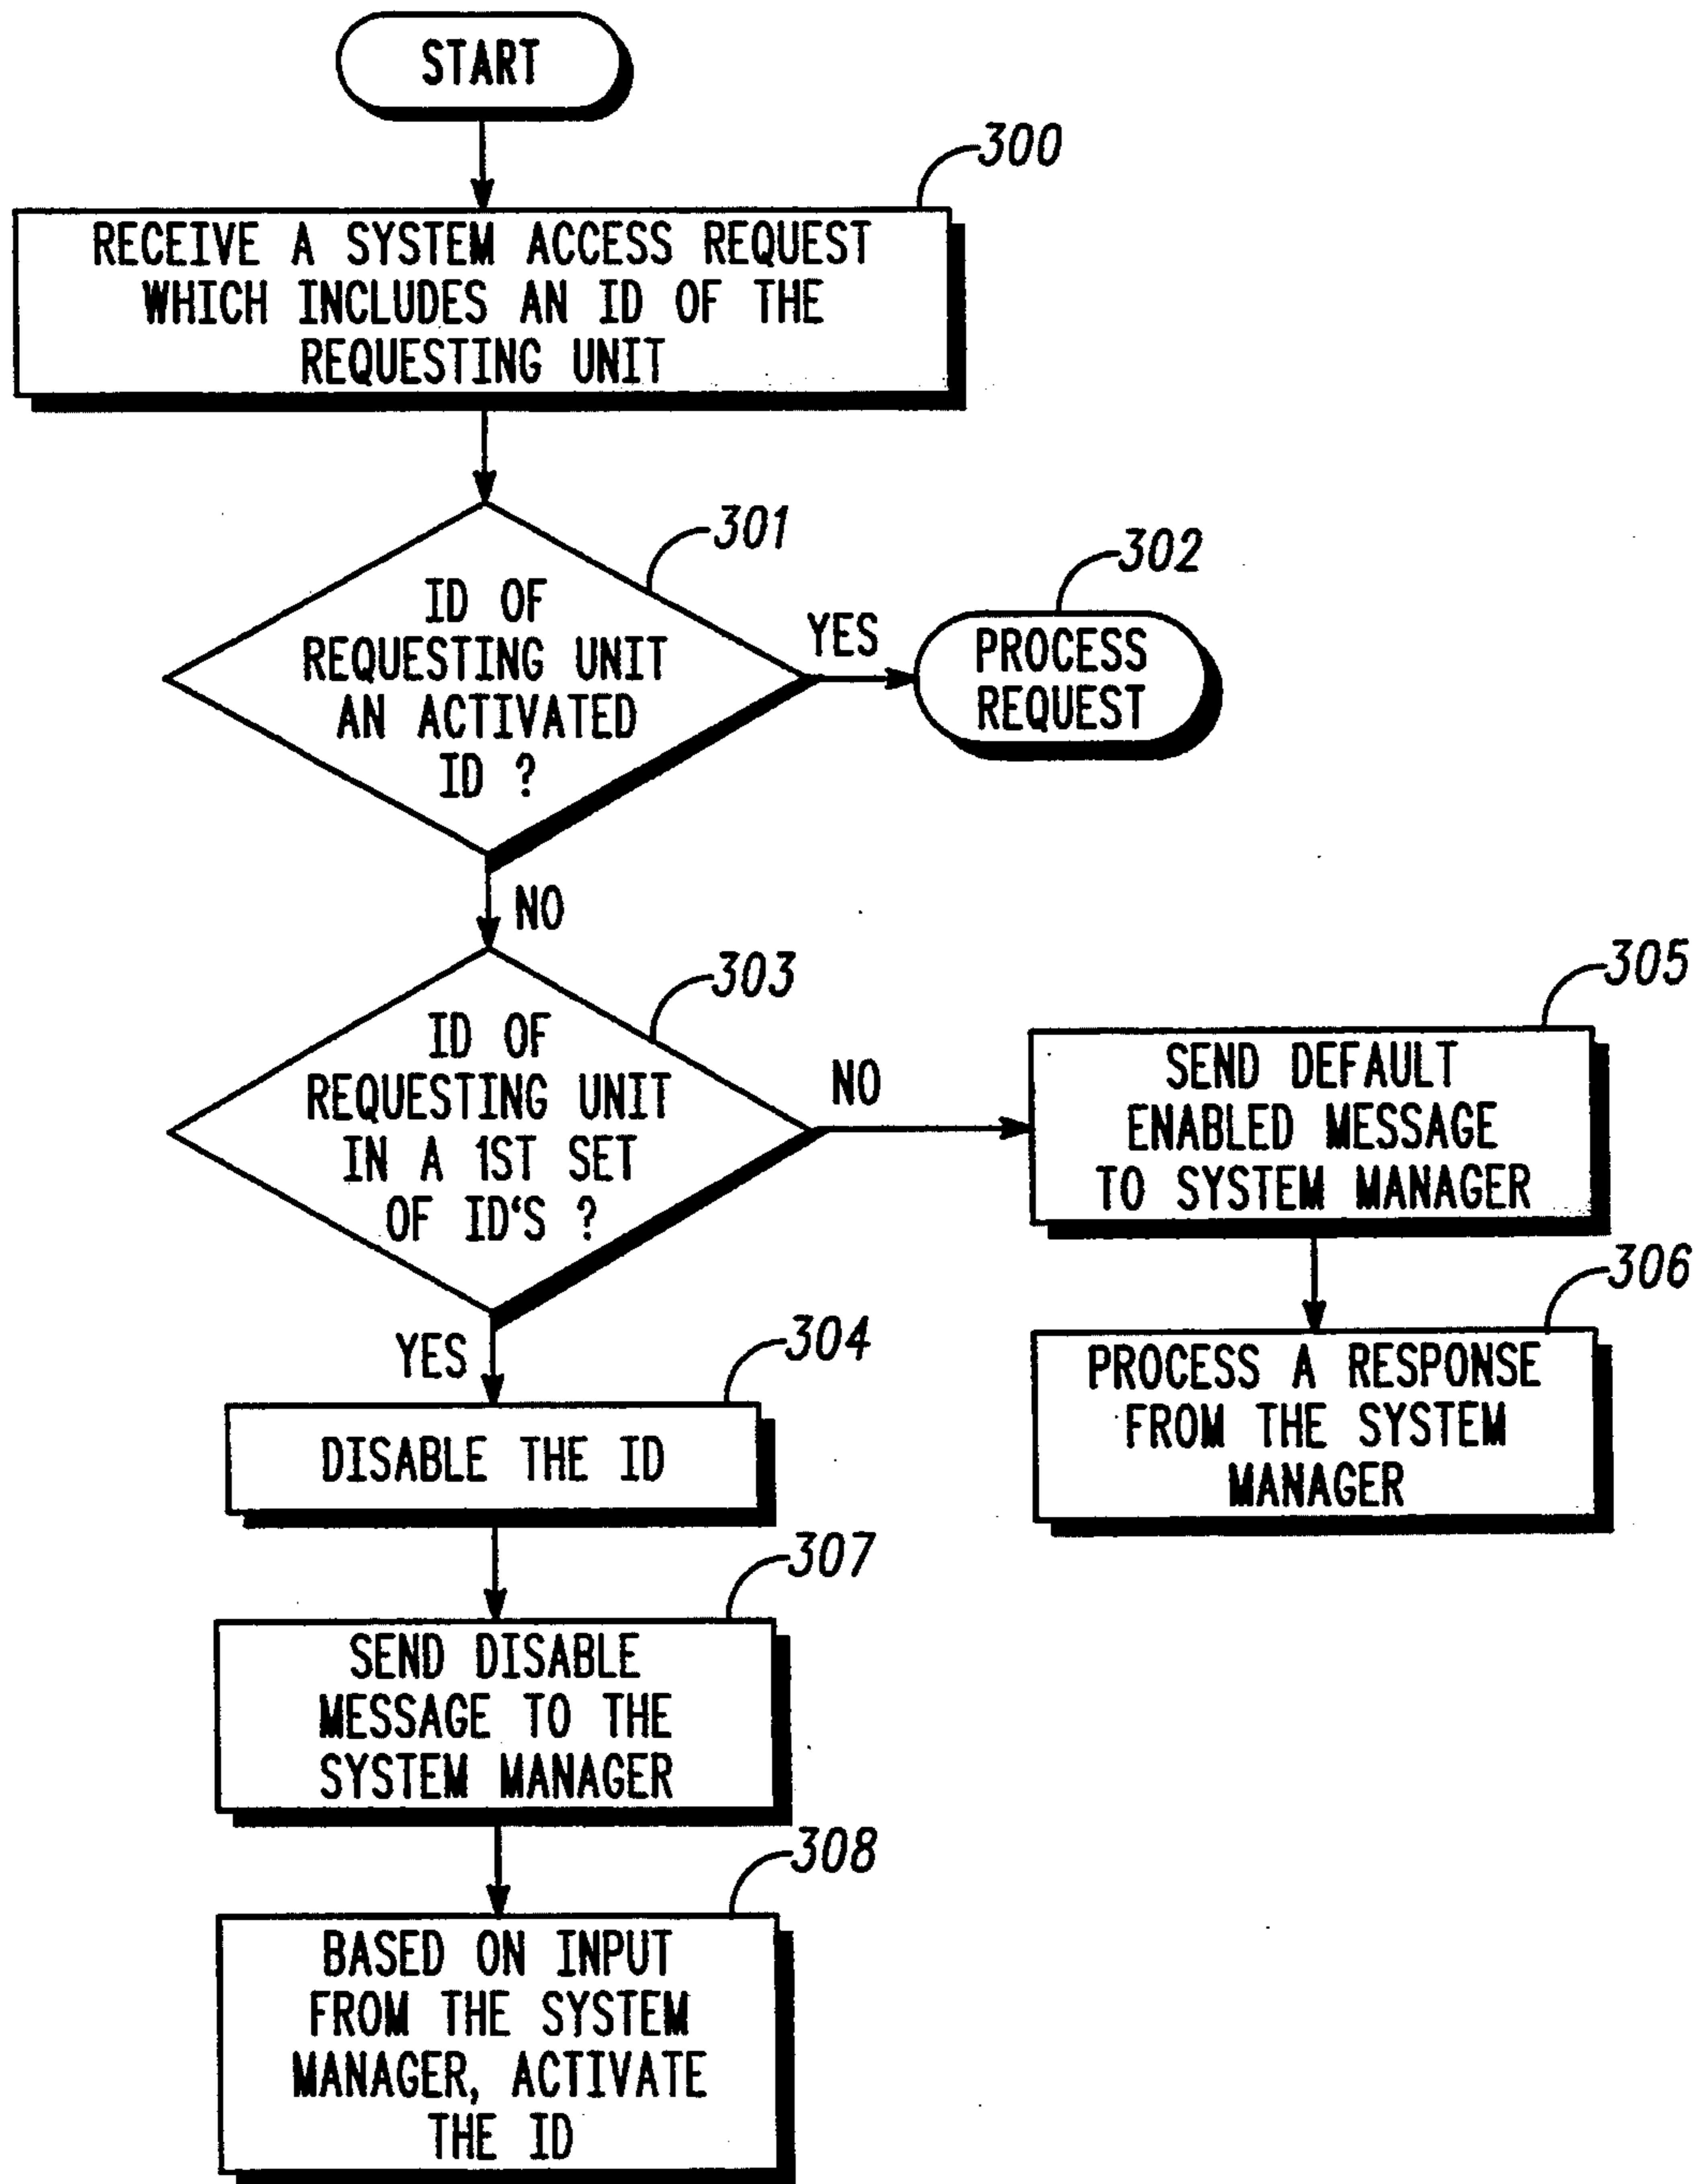 START
300
RECEIVE A SYSTEM ACCESS REQUEST
WHICH INCLUDES AN ID OF THE
REQUESTING UNIT
301
ID OF
REQUESTING UNIT
AN ACTIVATED
ID ?
YES
302
PROCESS
REQUEST
NO
303
ID OF
REQUESTING UNIT
IN A 1ST SET
OF ID'S ?
NO
305
SEND DEFAULT
ENABLED MESSAGE
TO SYSTEM MANAGER
306
PROCESS A RESPONSE
FROM THE SYSTEM
MANAGER
YES
304
DISABLE THE ID
307
SEND DISABLE
MESSAGE TO THE
SYSTEM MANAGER
308
BASED ON INPUT
FROM THE SYSTEM
MANAGER, ACTIVATE
THE ID